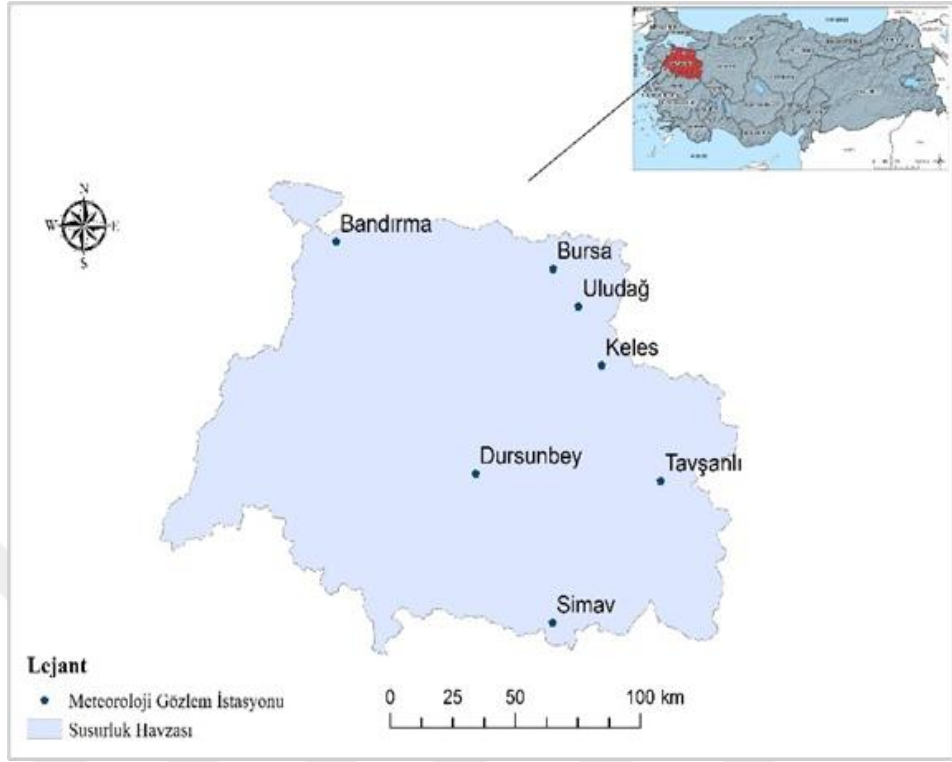 N
W E
S
Bandırma
Bursa
Uludağ
Keles
Dursunbey
Tavşanlı
Simav
Lejant
Meteoroloji Gözlem İstasyonu
Susurluk Havzası
0 25 50 100 km